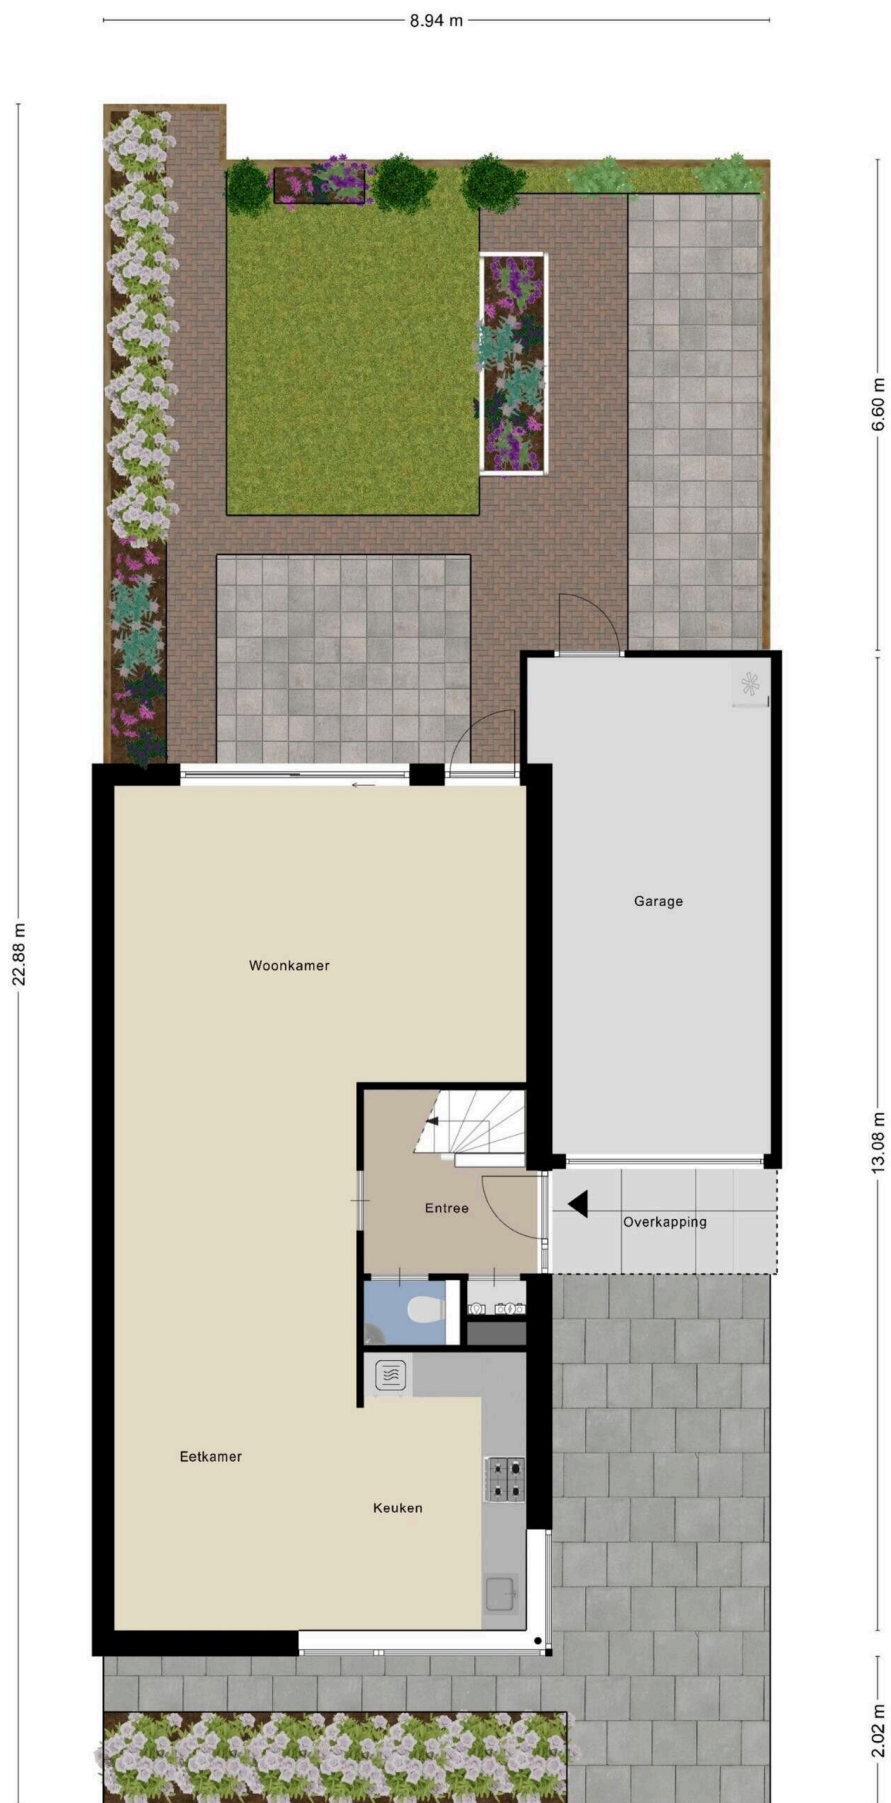 8.94 m
6.60 m
Garage
22.88 m
Woonkamer
13.08 m
Entree
Overkapping
Eetkamer
Keuken
2.02 m